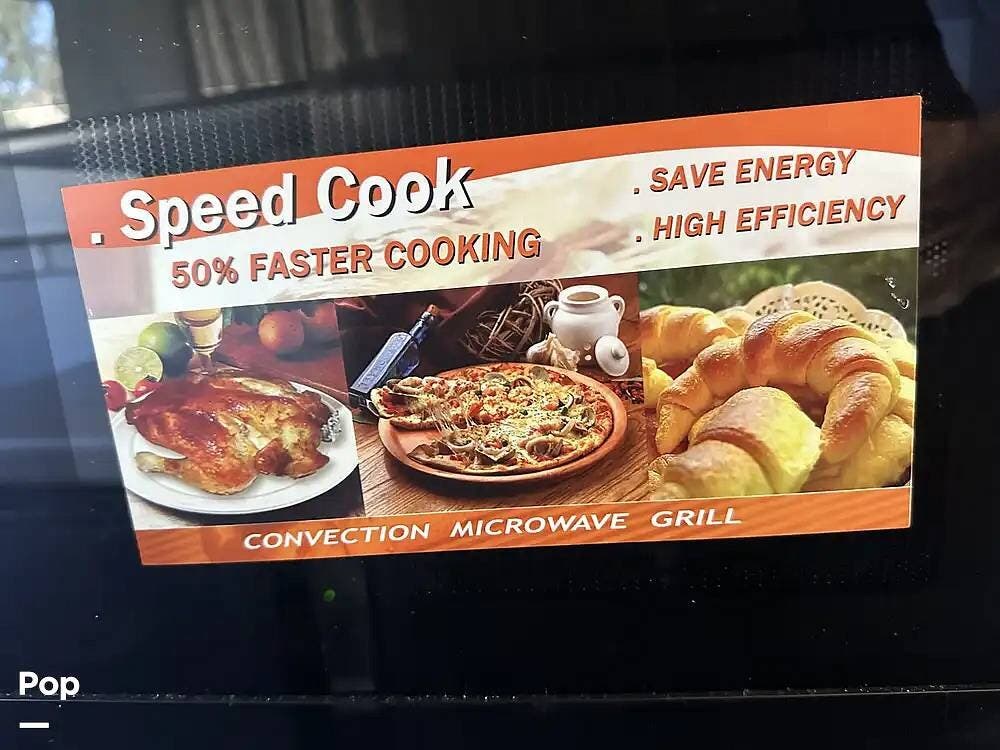 . Speed Cook
50% FASTER COOKING
. SAVE ENERGY
. HIGH EFFICIENCY
CONVECTION MICROWAVE GRILL
Pop